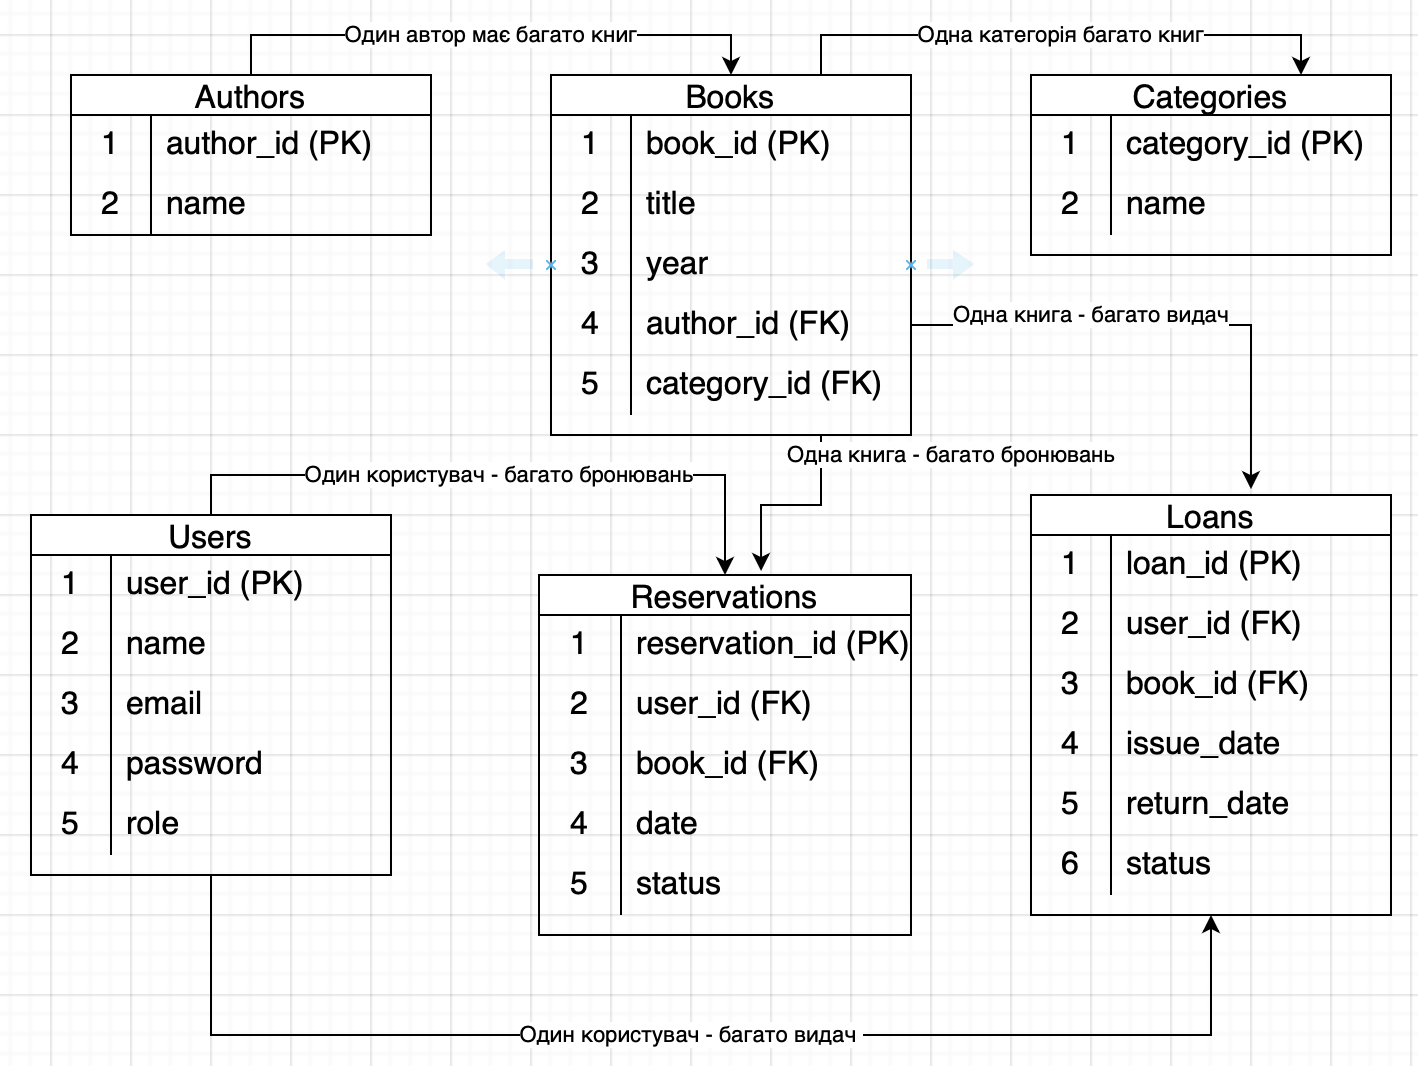 Один автор має багато книг
Одна категорія багато книг
Authors
1 author_id (PK)
2 name
Books
1 book_id (PK)
2 title
3 year
4 author_id (FK)
5 category_id (FK)
Categories
1 category_id (PK)
2 name
Одна книга - багато видач
Одна книга - багато бронювань
Один користувач - багато бронювань
Users
1 user_id (PK)
2 name
3 email
4 password
5 role
Reservations
1 reservation_id (PK)
2 user_id (FK)
3 book_id (FK)
4 date
5 status
Loans
1 loan_id (PK)
2 user_id (FK)
3 book_id (FK)
4 issue_date
5 return_date
6 status
Один користувач - багато видач